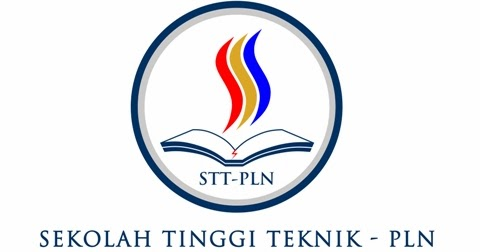 STT-PLN
SEKOLAH TINGGI TEKNIK - PLN